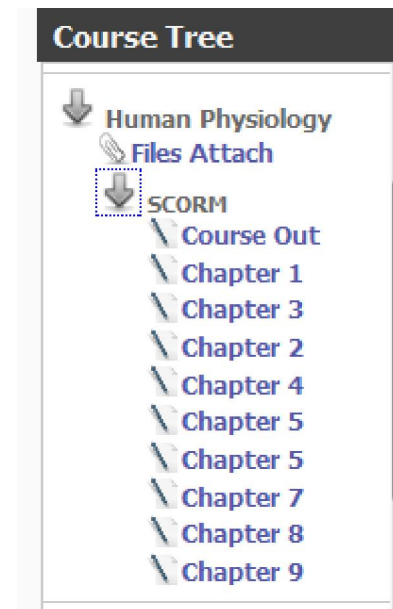 Course Tree
Human Physiology
Files Attach
SCORM
Course Out
Chapter 1
Chapter 3
Chapter 2
Chapter 4
Chapter 5
Chapter 5
Chapter 7
Chapter 8
Chapter 9